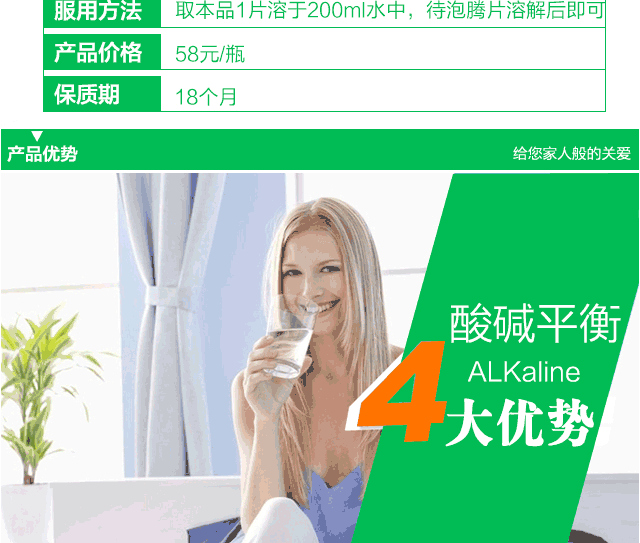 服用方法 取本品1片溶于200ml水中，待泡腾片溶解后即可
产品价格 58元/瓶
保质期 18个月
产品优势 给您家人般的关爱
酸碱平衡
ALKaline
4大优势